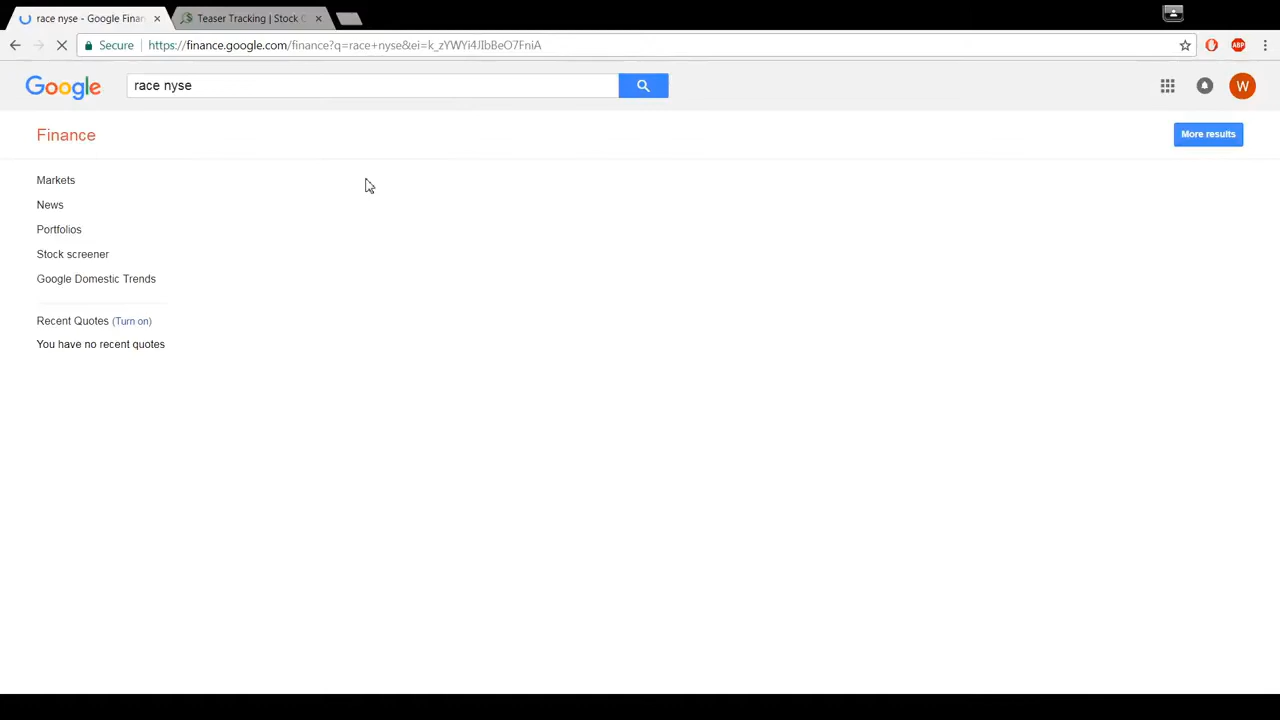 race nyse - Google Finan
Teaser Tracking | Stock
Secure
https://finance.google.com/finance?q=race+nyse&ei=k_zYWYi4JIbBeO7FniA
ABP
Google
race nyse
W
Finance
More results
Markets
News
Portfolios
Stock screener
Google Domestic Trends
Recent Quotes (Turn on)
You have no recent quotes